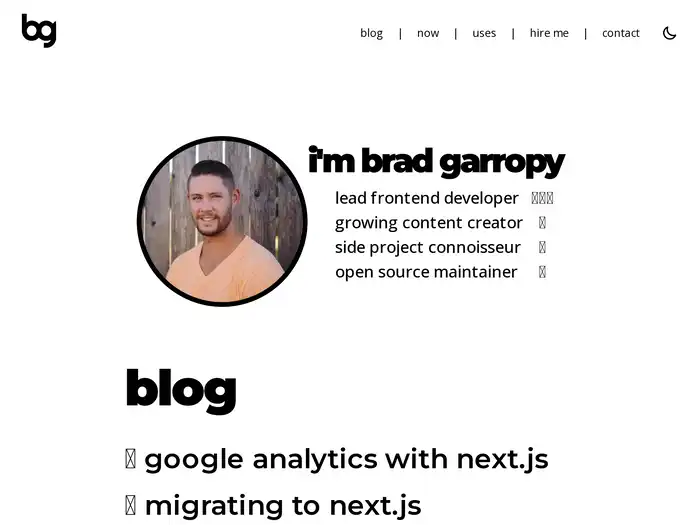 bg
blog | now | uses | hire me | contact
i'm brad garropy
lead frontend developer
growing content creator
side project connoisseur
open source maintainer
blog
google analytics with next.js
migrating to next.js